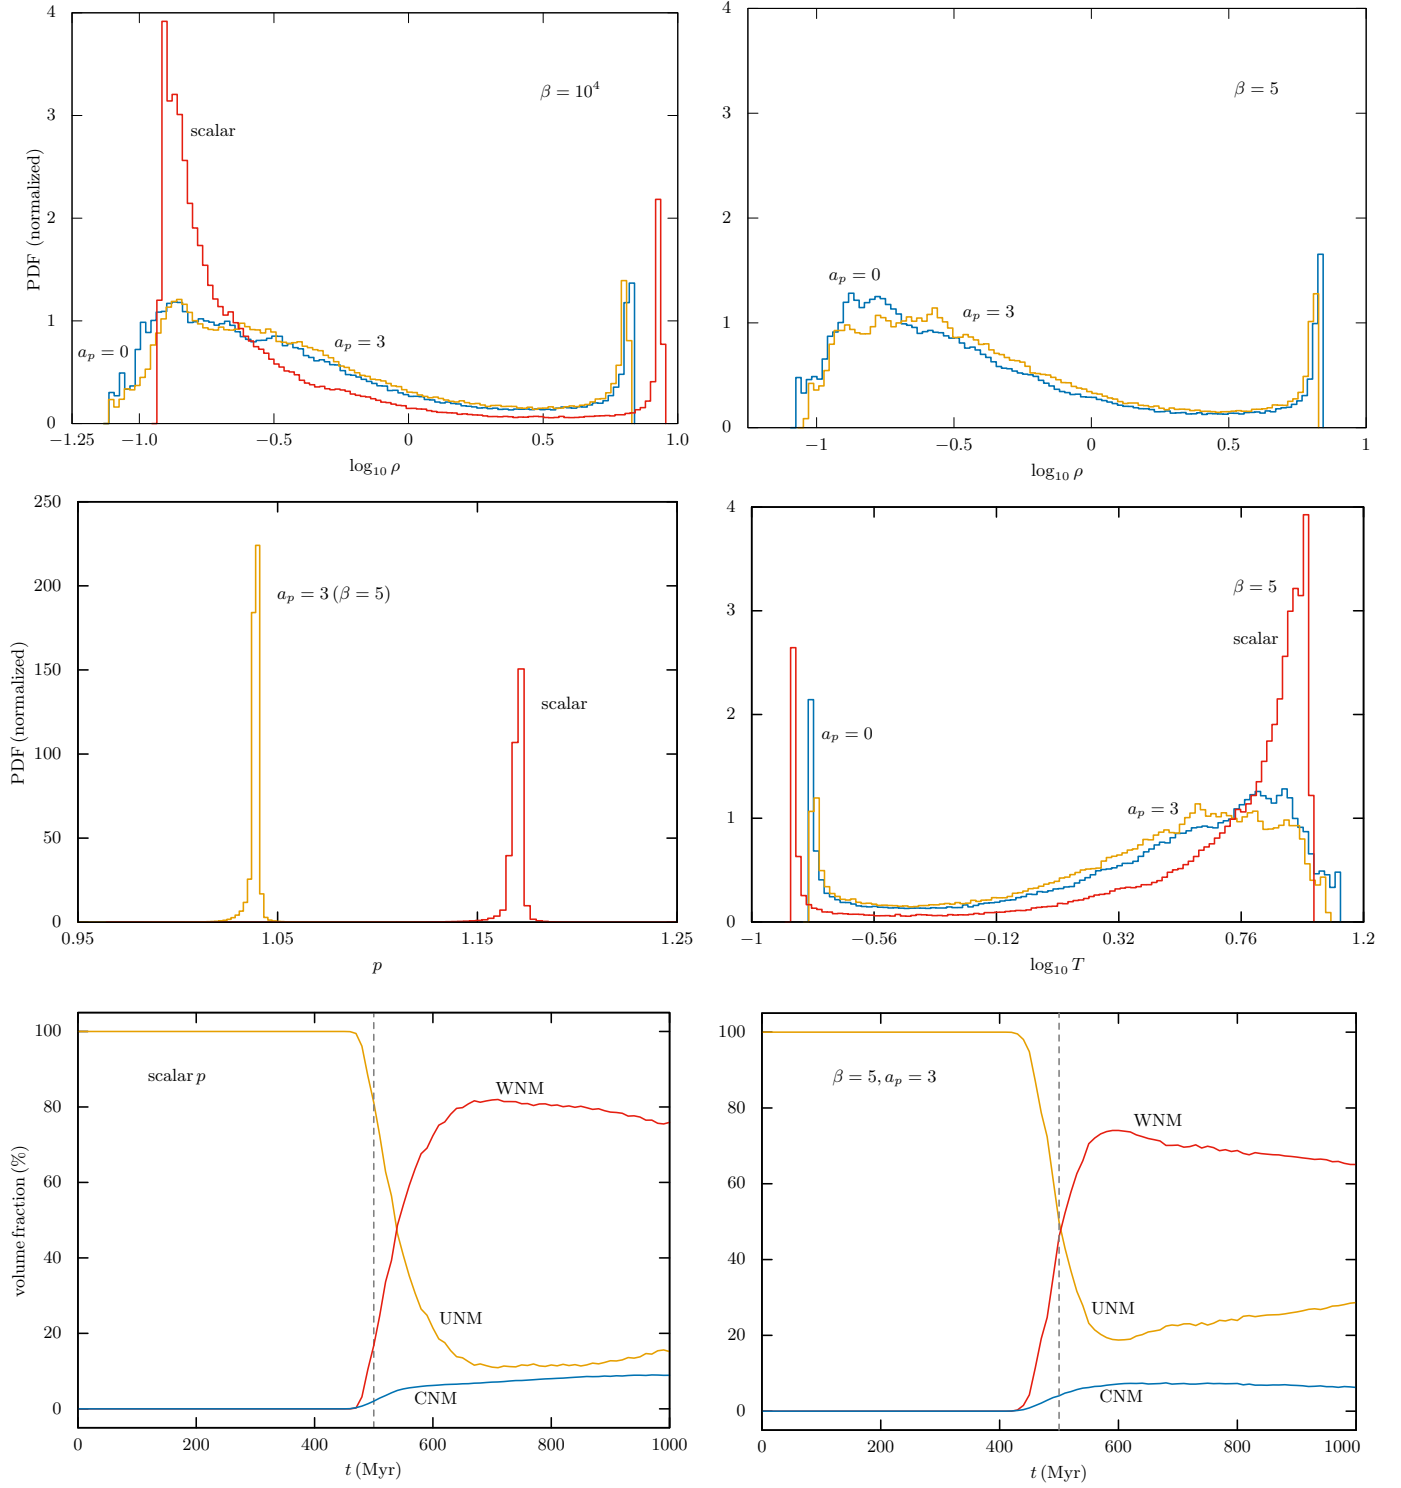 4
3
2
1
0
PDF (normalized)
β = 10⁴
scalar
a_p = 0
a_p = 3
−1.25
−1.0
−0.5
0
0.5
1.0
log₁₀ ρ
4
3
2
1
0
β = 5
a_p = 0
a_p = 3
−1
−0.5
0
0.5
1
log₁₀ ρ
250
200
150
100
50
0
PDF (normalized)
a_p = 3 (β = 5)
scalar
0.95
1.05
1.15
1.25
p
4
3
2
1
0
β = 5
scalar
a_p = 0
a_p = 3
−1
−0.56
−0.12
0.32
0.76
1.2
log₁₀ T
100
80
60
40
20
0
volume fraction (%)
scalar p
WNM
UNM
CNM
0
200
400
600
800
1000
t (Myr)
100
80
60
40
20
0
β = 5, a_p = 3
WNM
UNM
CNM
0
200
400
600
800
1000
t (Myr)